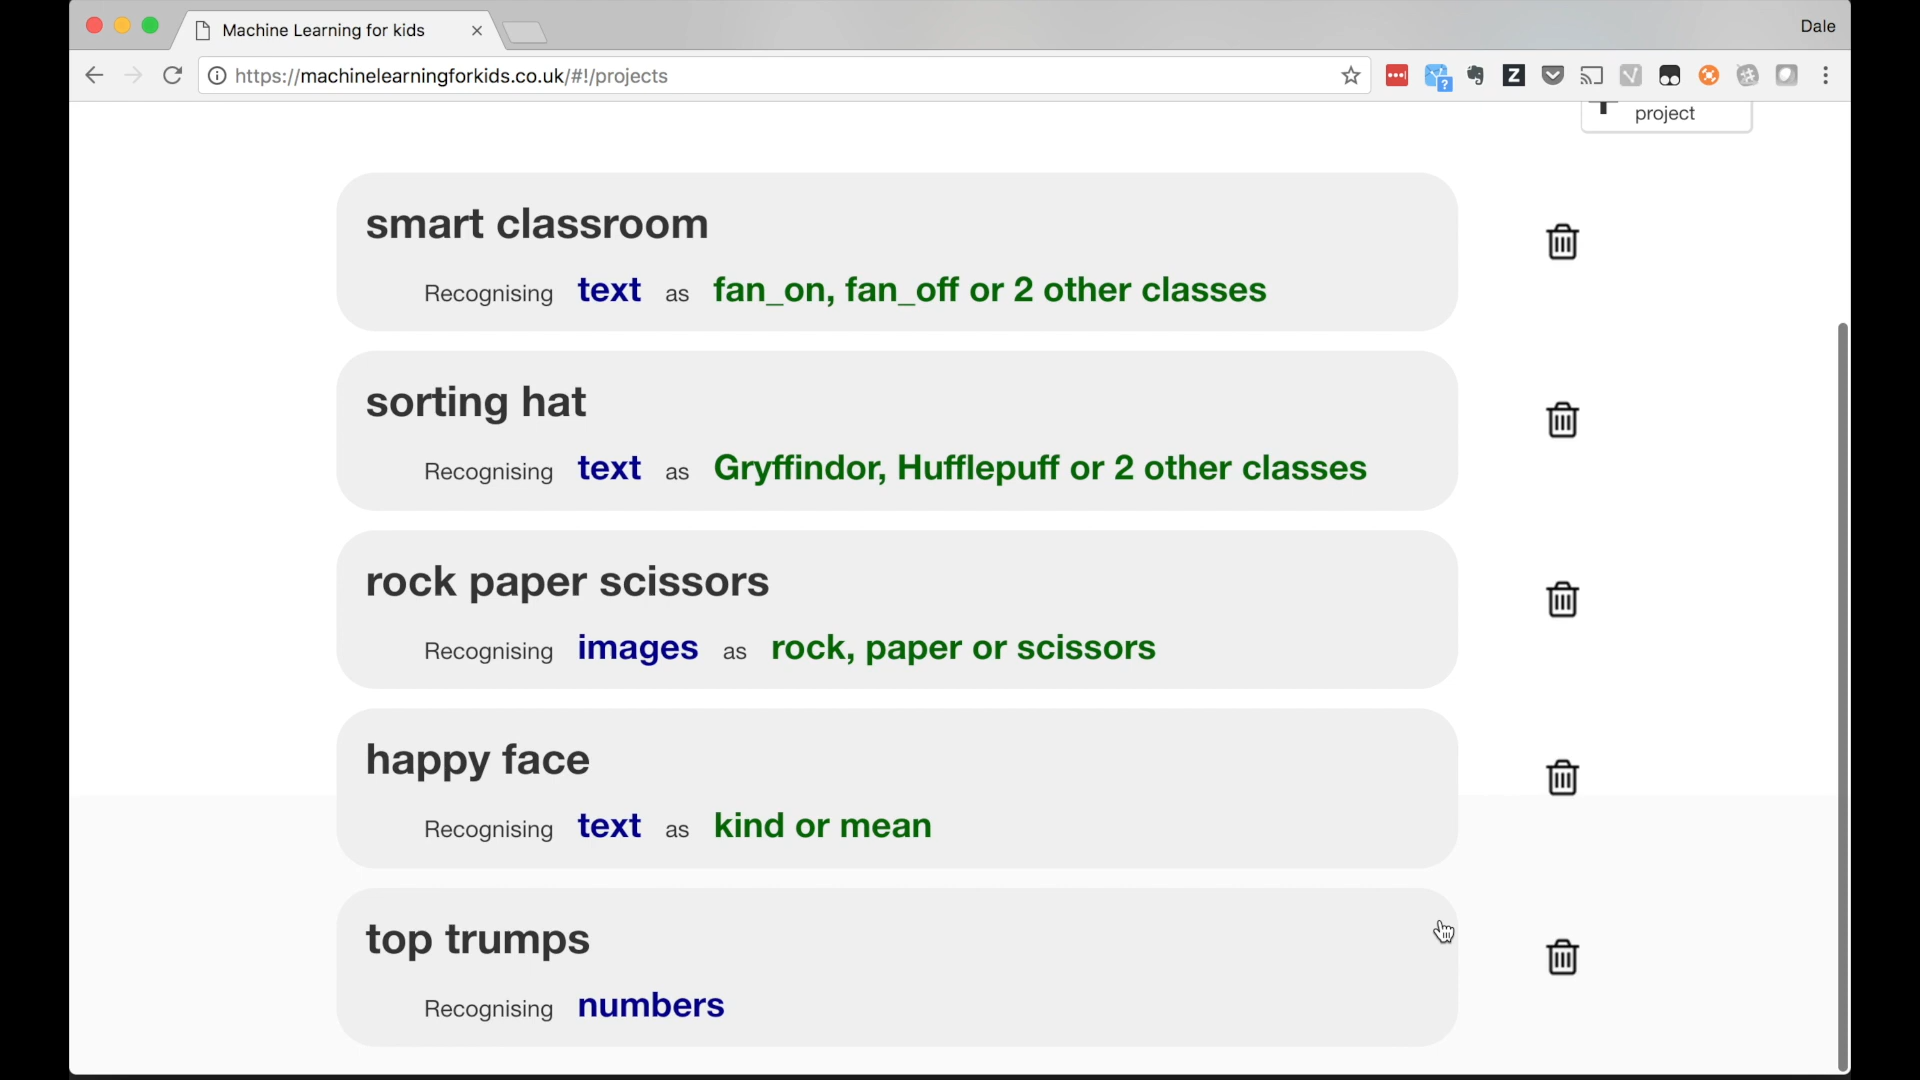 Machine Learning for kids
Dale
https://machinelearningforkids.co.uk/#!/projects
project
smart classroom
Recognising text as fan_on, fan_off or 2 other classes
sorting hat
Recognising text as Gryffindor, Hufflepuff or 2 other classes
rock paper scissors
Recognising images as rock, paper or scissors
happy face
Recognising text as kind or mean
top trumps
Recognising numbers